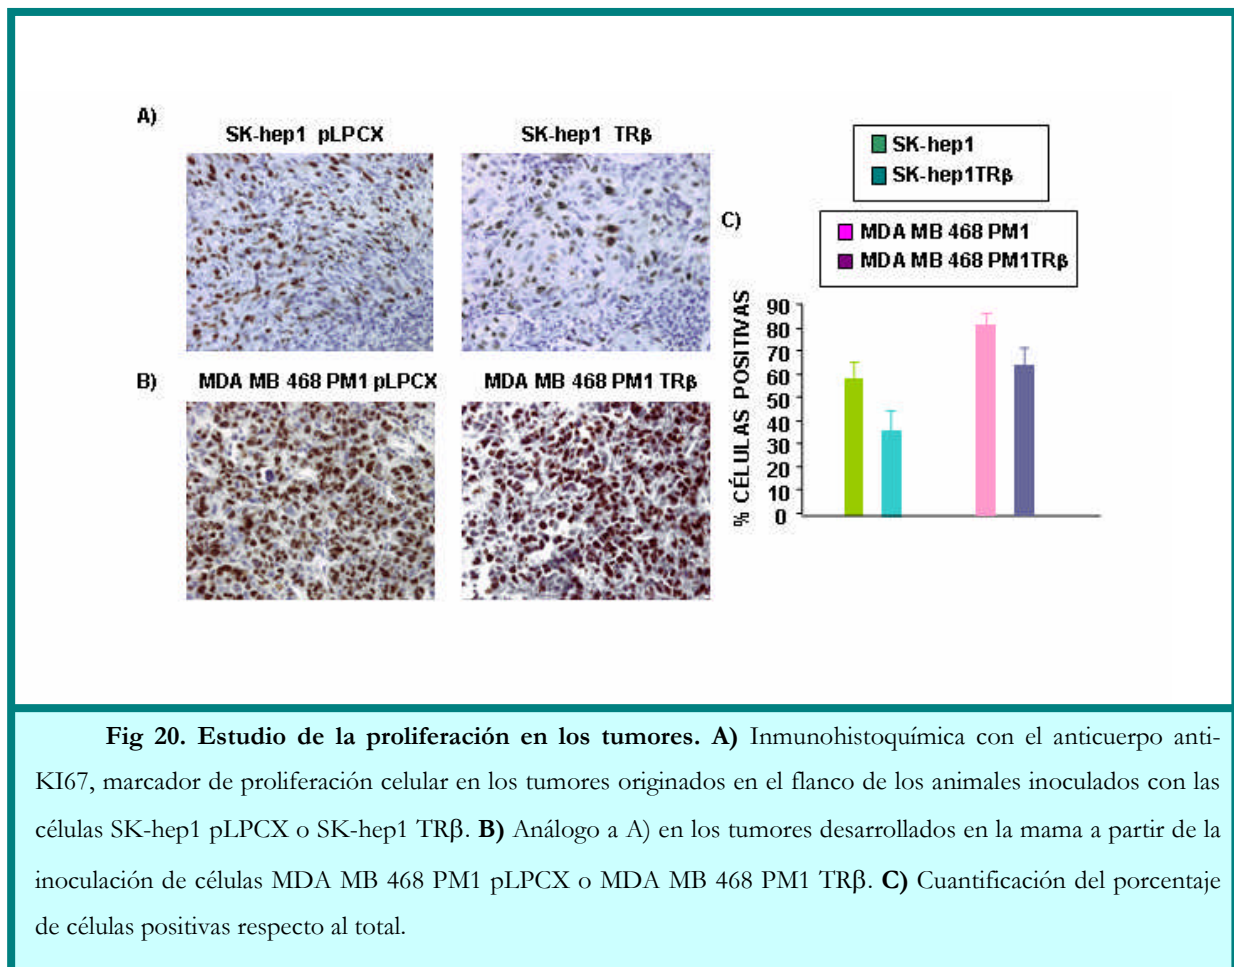 A)
SK-hep1 pLPCX
SK-hep1 TRβ
B)
MDA MB 468 PM1 pLPCX
MDA MB 468 PM1 TRβ
C)
SK-hep1
SK-hep1TRβ
MDA MB 468 PM1
MDA MB 468 PM1TRβ
% CÉLULAS POSITIVAS
90
80
70
60
50
40
30
20
10
0
Fig 20. Estudio de la proliferación en los tumores. A) Inmunohistoquímica con el anticuerpo anti-
KI67, marcador de proliferación celular en los tumores originados en el flanco de los animales inoculados con las
células SK-hep1 pLPCX o SK-hep1 TRβ. B) Análogo a A) en los tumores desarrollados en la mama a partir de la
inoculación de células MDA MB 468 PM1 pLPCX o MDA MB 468 PM1 TRβ. C) Cuantificación del porcentaje
de células positivas respecto al total.